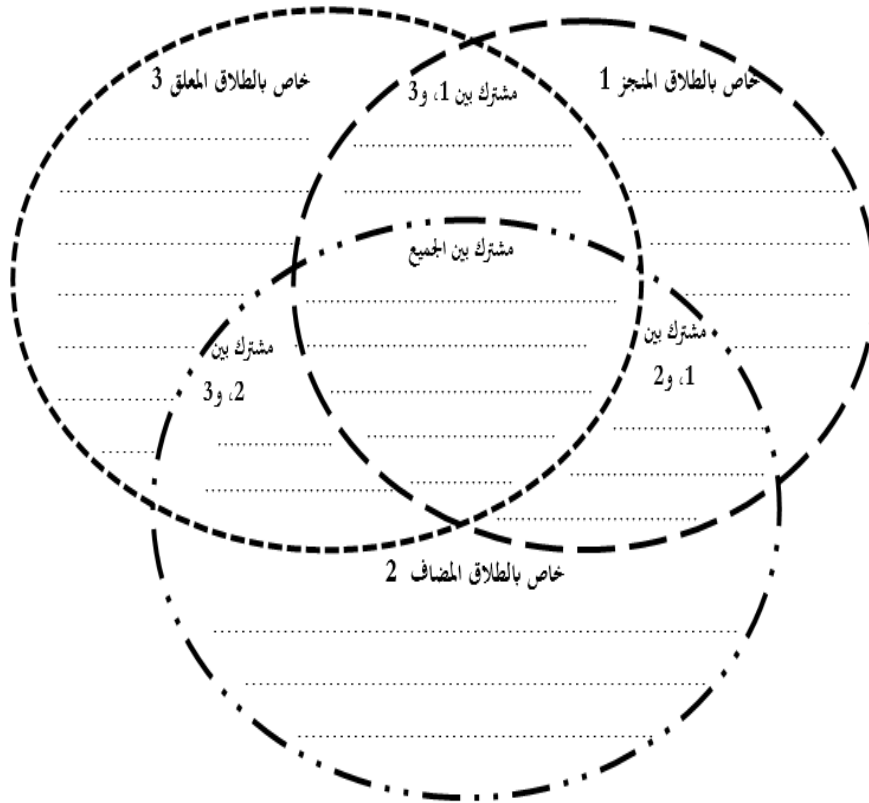 خاص بالطلاق المنجز 1
مشترك بين 1، و3
خاص بالطلاق المعلق 3
مشترك بين الجميع
مشترك بين
1، و2
مشترك بين
2، و3
خاص بالطلاق المضاف 2